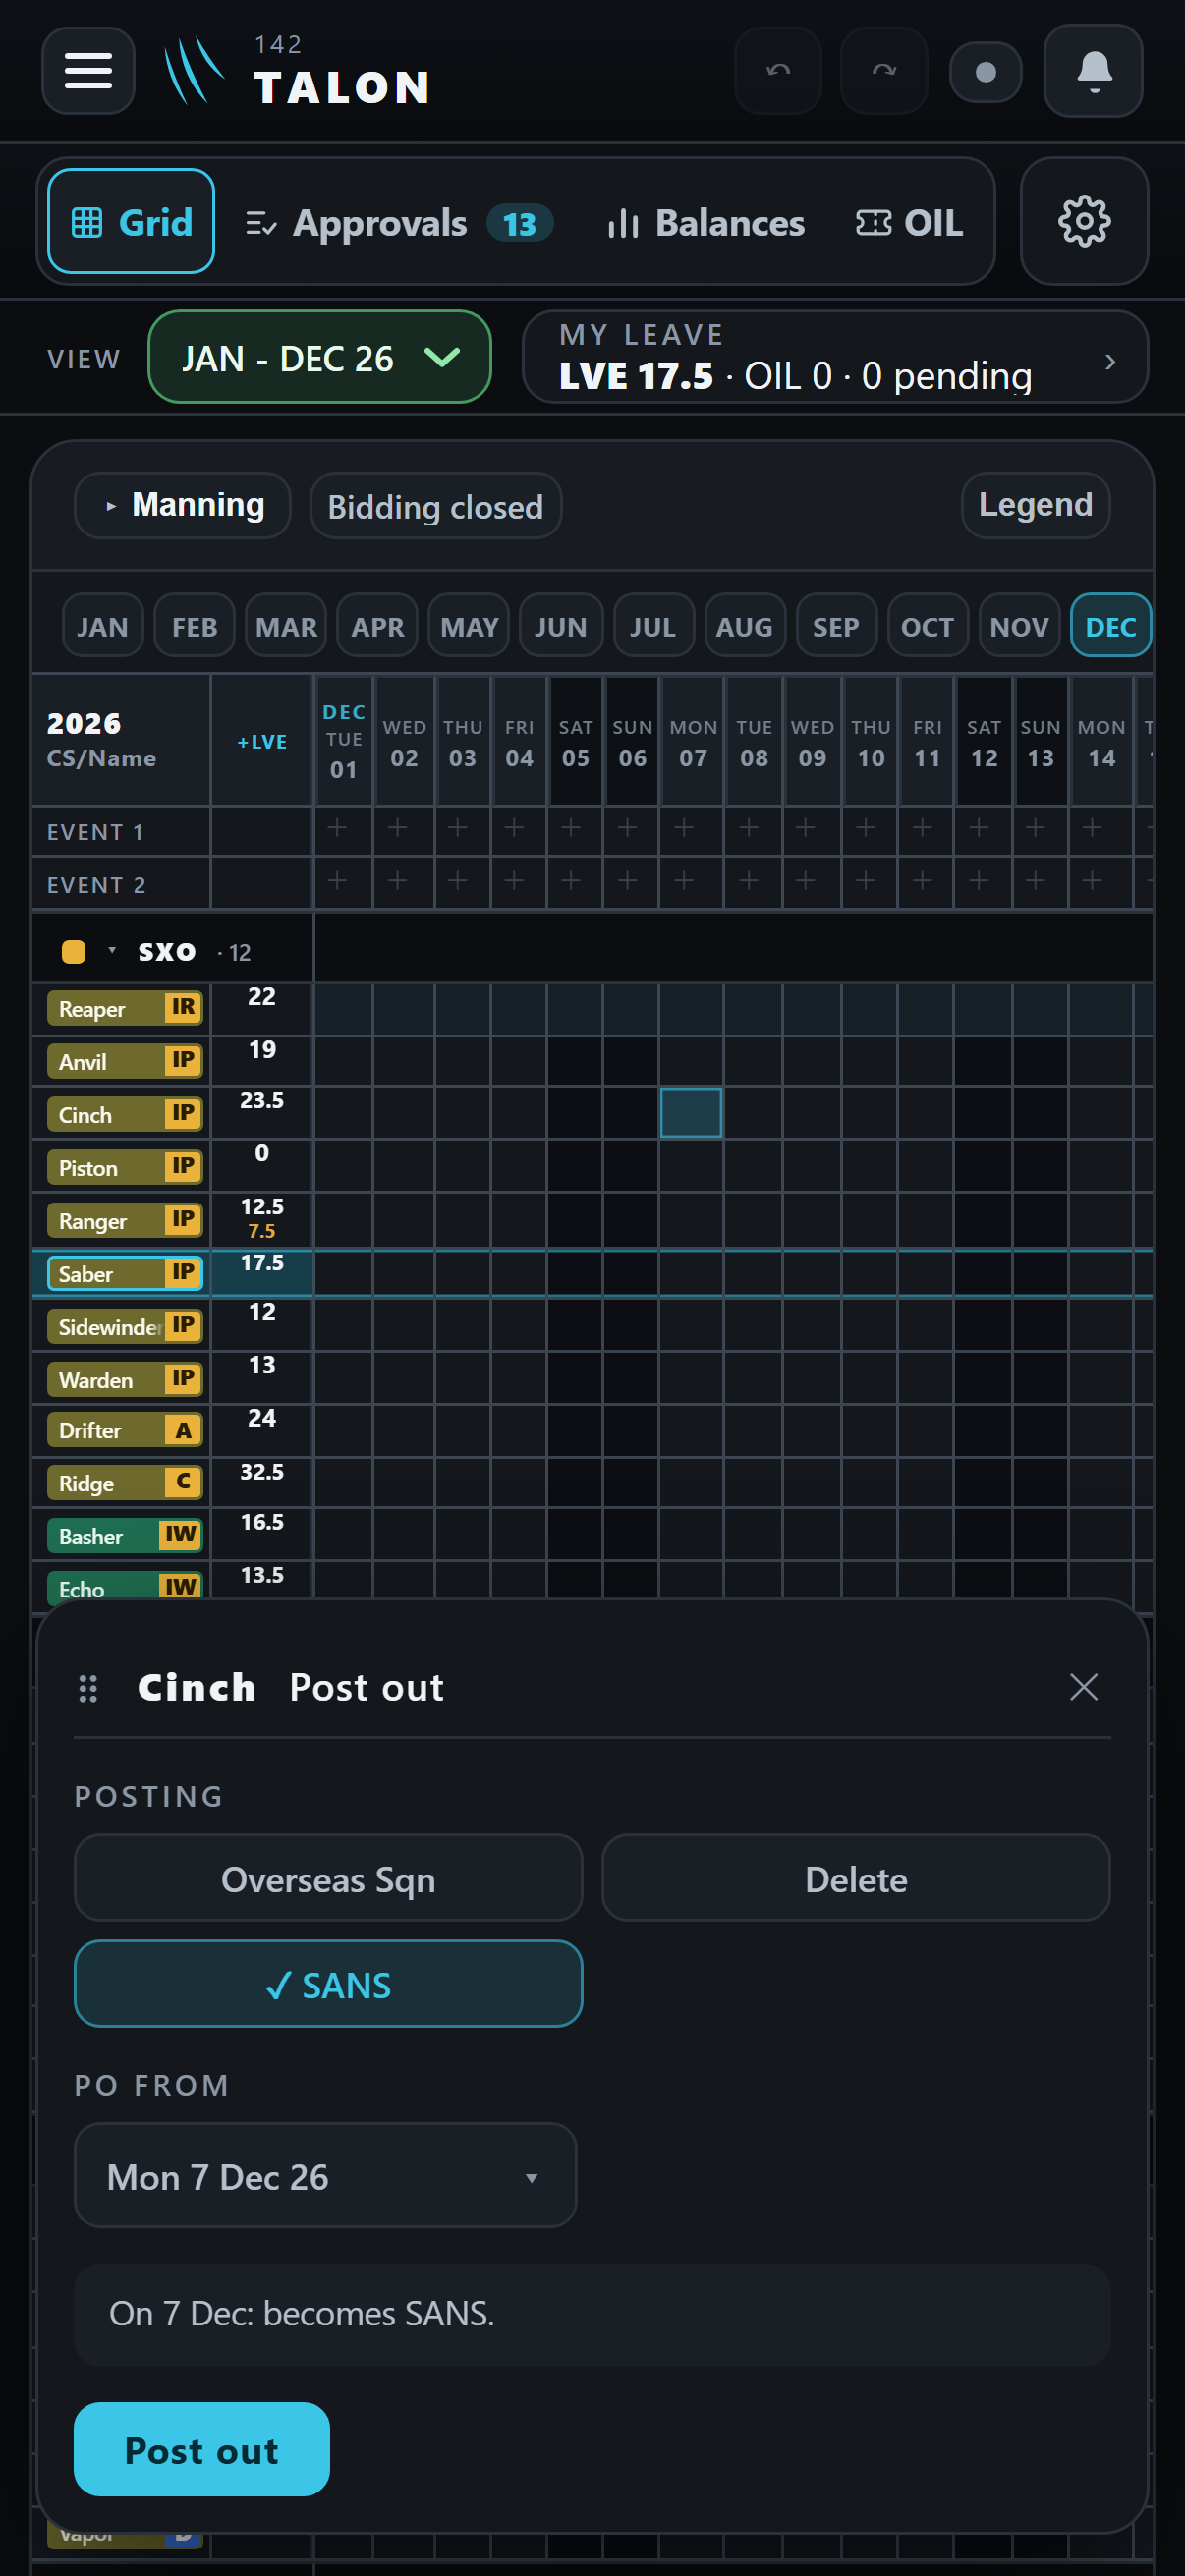 142
TALON
Grid
Approvals 13
Balances
OIL
VIEW
JAN - DEC 26
MY LEAVE
LVE 17.5 · OIL 0 · 0 pending
Manning
Bidding closed
Legend
JAN FEB MAR APR MAY JUN JUL AUG SEP OCT NOV DEC
2026
CS/Name
+LVE
DEC TUE 01
WED 02
THU 03
FRI 04
SAT 05
SUN 06
MON 07
TUE 08
WED 09
THU 10
FRI 11
SAT 12
SUN 13
MON 14
EVENT 1
EVENT 2
SXO · 12
Reaper IR 22
Anvil IP 19
Cinch IP 23.5
Piston IP 0
Ranger IP 12.5
7.5
Saber IP 17.5
Sidewinder IP 12
Warden IP 13
Drifter A 24
Ridge C 32.5
Basher IW 16.5
Echo IW 13.5
Cinch Post out
POSTING
Overseas Sqn
Delete
✓ SANS
PO FROM
Mon 7 Dec 26
On 7 Dec: becomes SANS.
Post out